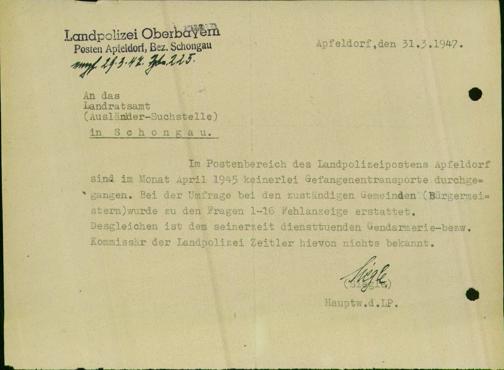 Landpolizei Oberbayern
Posten Apfeldorf, Bez. Schongau
Apfeldorf,den 31.3.1947.
An das
Landratsamt
(Ausländer-Suchstelle)
in Schongau.
Im Postenbereich des Landpolizeipostens Apfeldorf
sind im Monat April 1945 keinerlei Gefangenentransporte durchge-
gangen. Bei der Umfrage bei den zuständigen Gemeinden (Bürgermei-
stern)wurde zu den Fragen 1-16 Fehlanzeige erstattet.
Desgleichen ist dem seinerzeit diensttuenden Gendarmerie-bezw.
Kommissär der Landpolizei Zeitler hievon nichts bekannt.
Hauptw.d.LP.